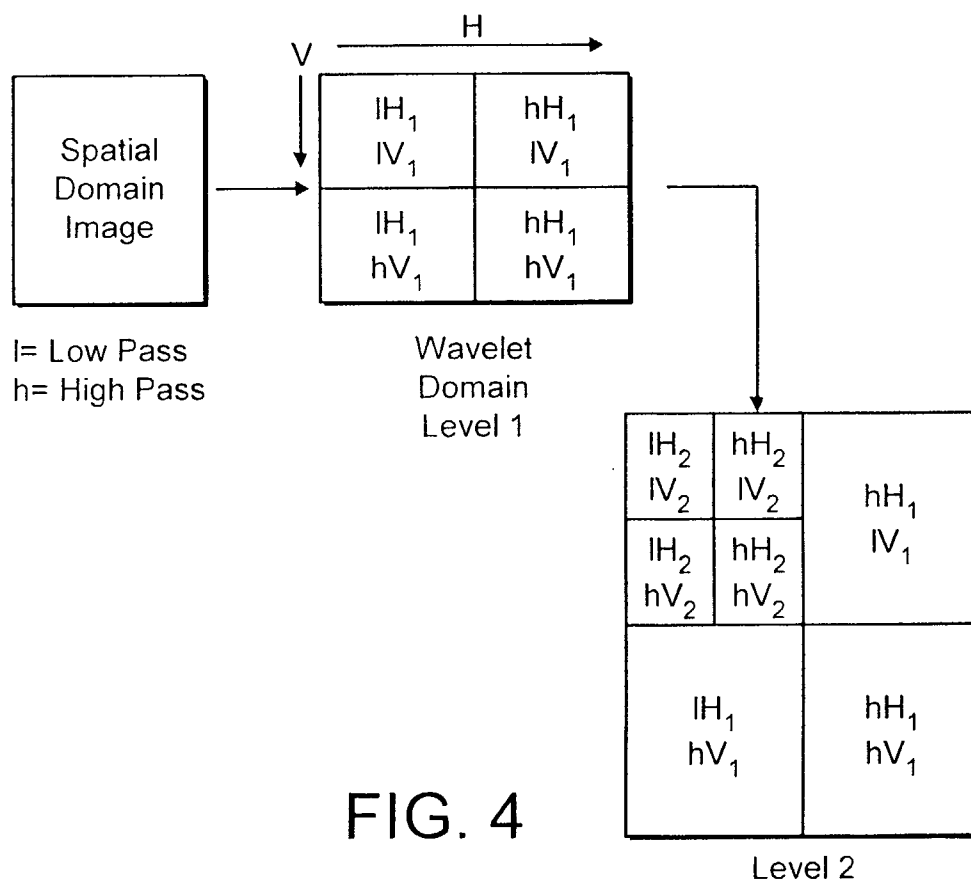 H
V
Spatial
Domain
Image
lH₁
lV₁
hH₁
lV₁
lH₁
hV₁
hH₁
hV₁
l= Low Pass
h= High Pass
Wavelet
Domain
Level 1
lH₂
lV₂
hH₂
lV₂
hH₁
lV₁
lH₂
hV₂
hH₂
hV₂
lH₁
hV₁
hH₁
hV₁
FIG. 4
Level 2